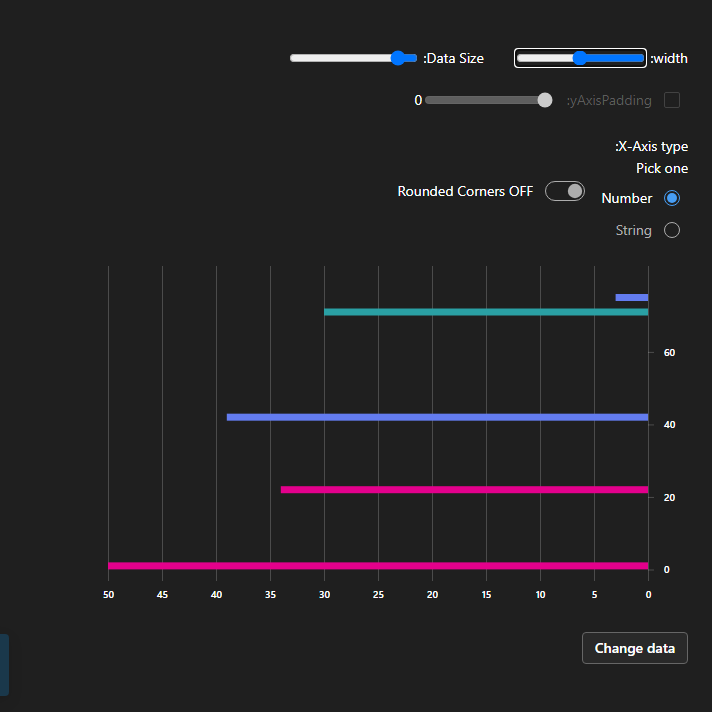 :width
:Data Size
:yAxisPadding
0
:X-Axis type
Pick one
Number
String
Rounded Corners OFF
60
40
20
0
50 45 40 35 30 25 20 15 10 5 0
Change data